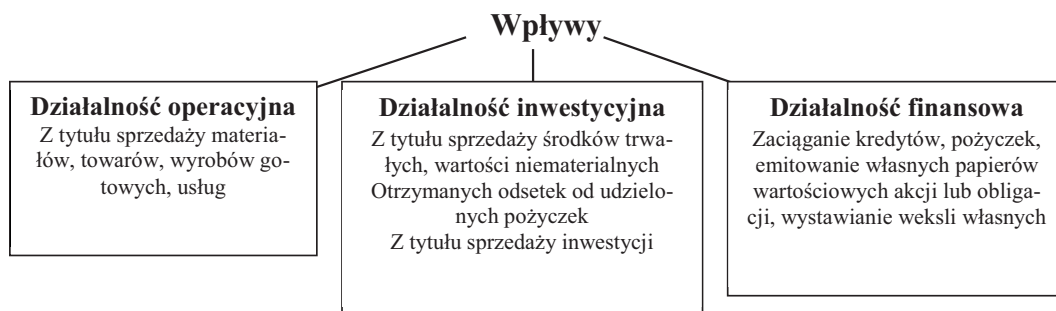 Wpływy
Działalność operacyjna
Z tytułu sprzedaży materia-
łów, towarów, wyrobów go-
towych, usług
Działalność inwestycyjna
Z tytułu sprzedaży środków trwa-
łych, wartości niematerialnych
Otrzymanych odsetek od udzielo-
nych pożyczek
Z tytułu sprzedaży inwestycji
Działalność finansowa
Zaciąganie kredytów, pożyczek,
emitowanie własnych papierów
wartościowych akcji lub obliga-
cji, wystawianie weksli własnych